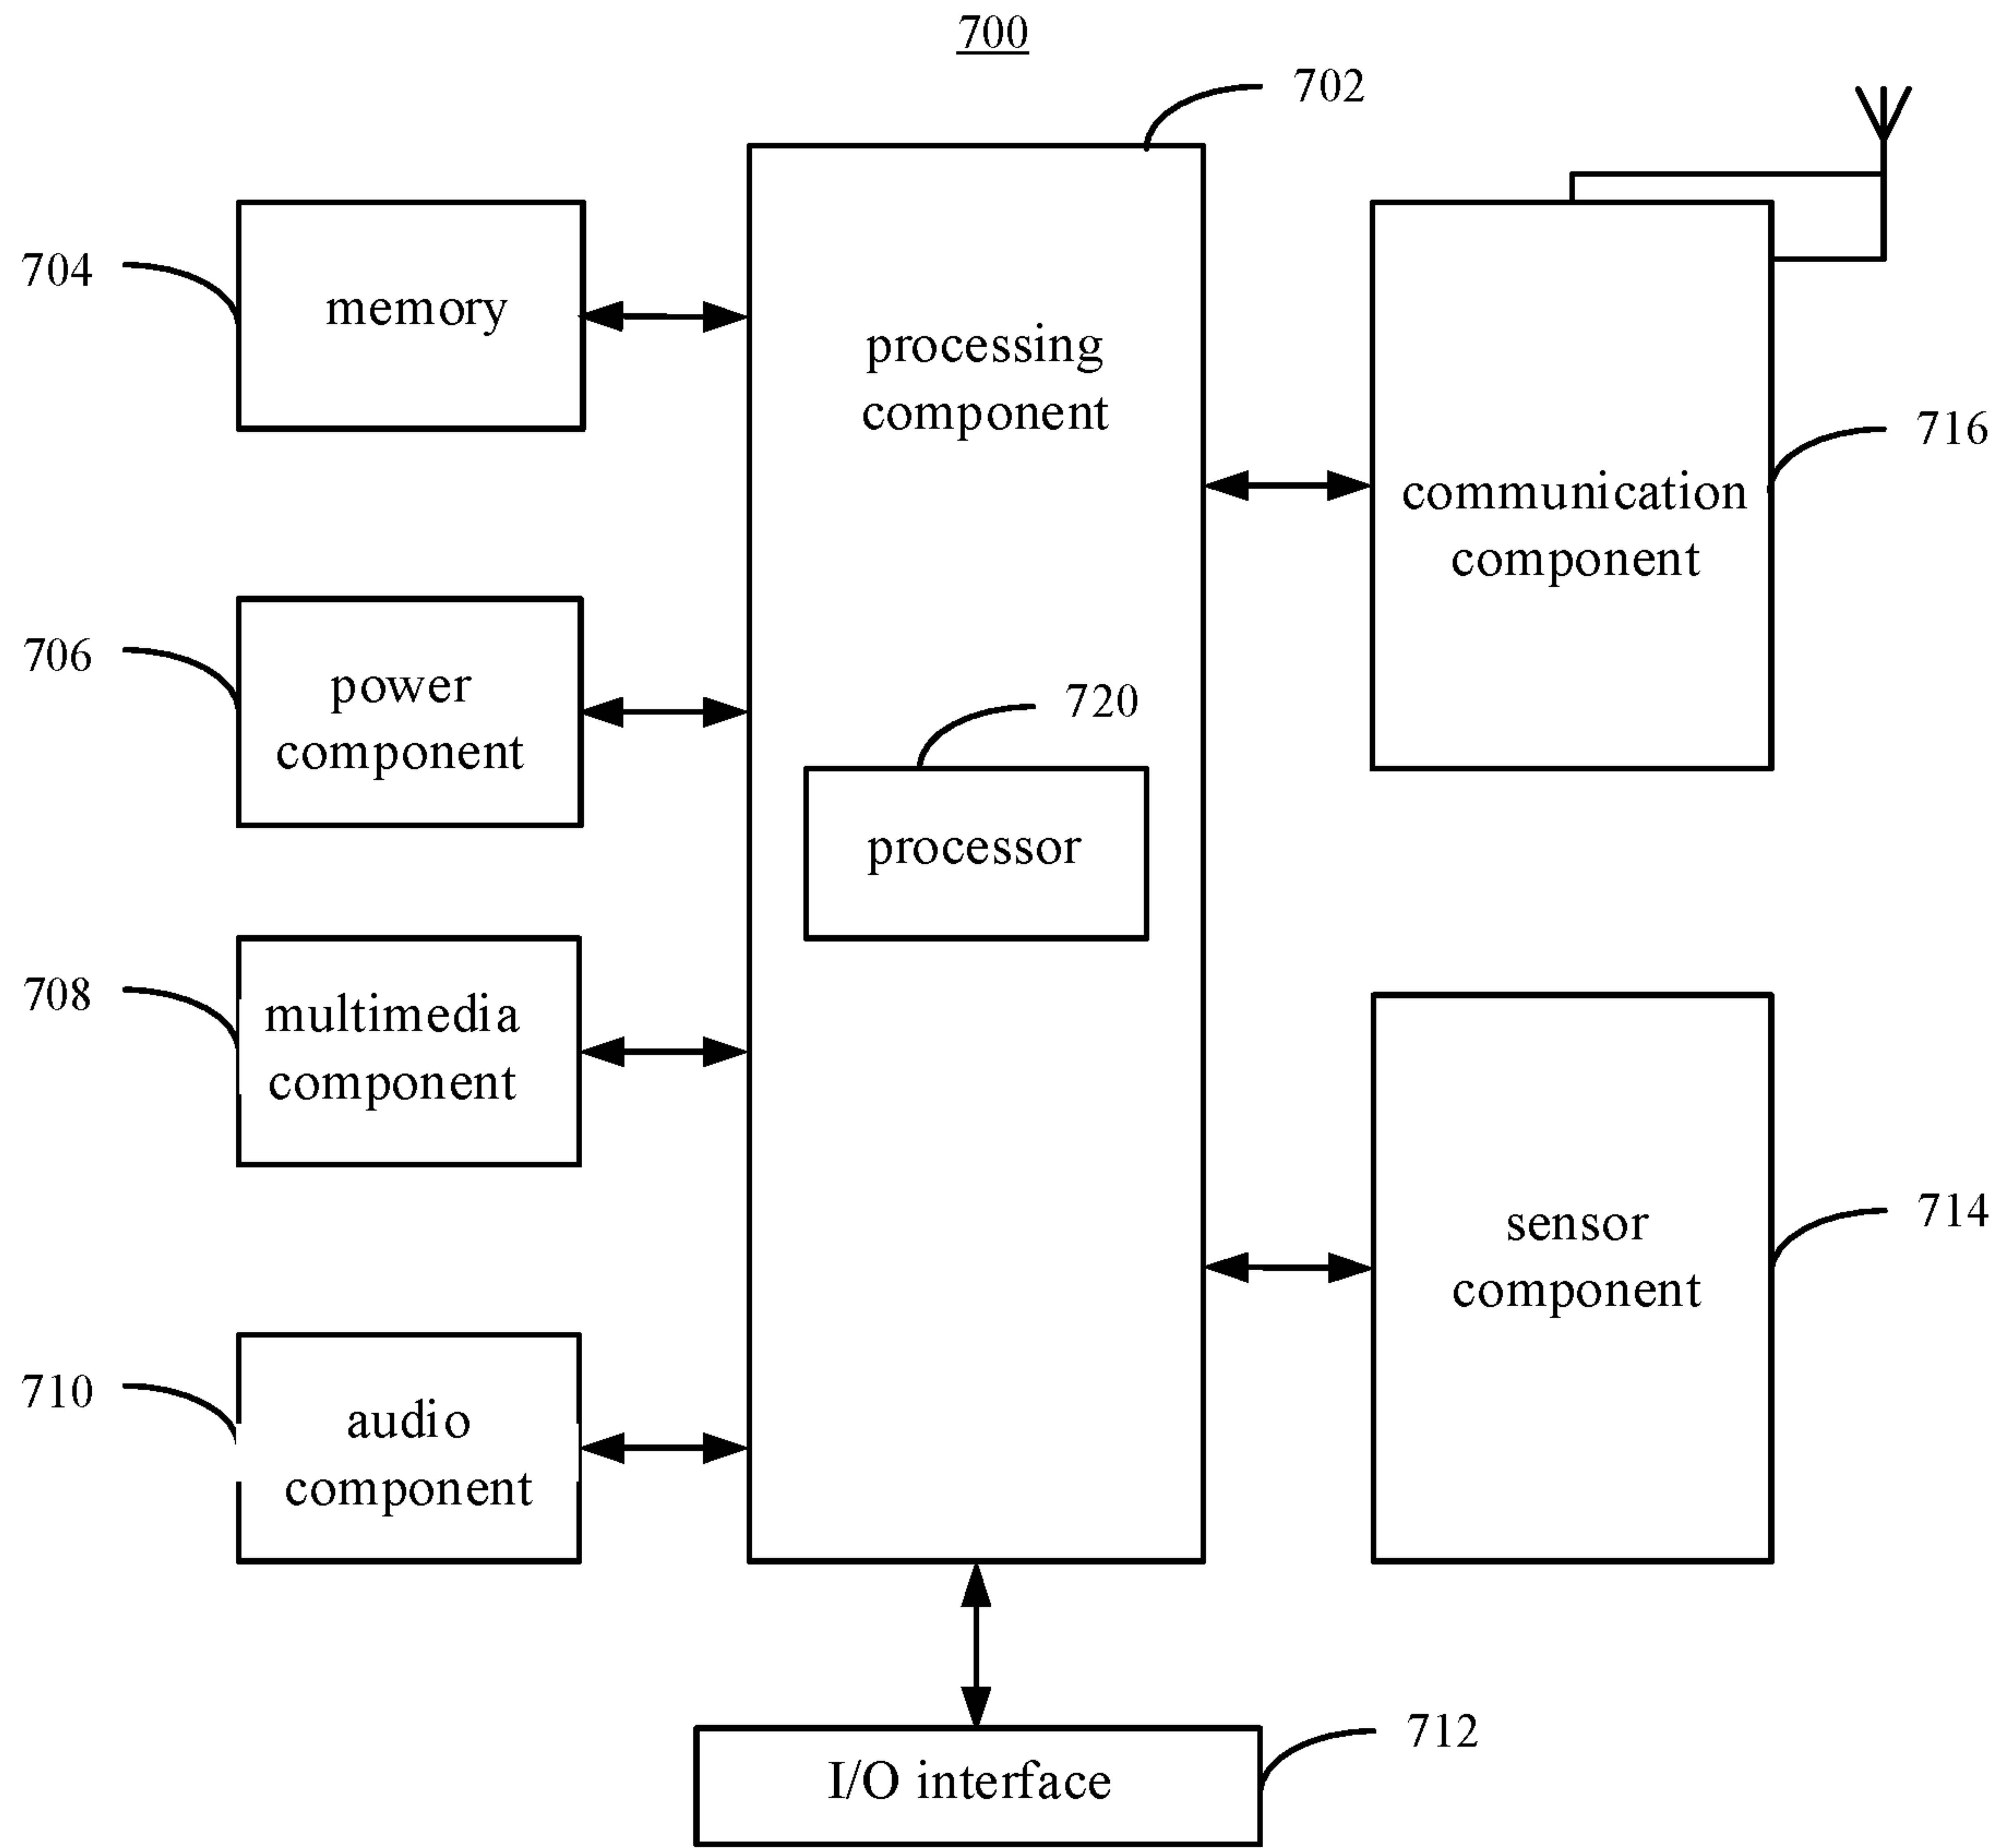 700
702
704
memory
processing
component
716
communication
component
706
power
component
720
processor
708
multimedia
component
714
sensor
component
710
audio
component
712
I/O interface